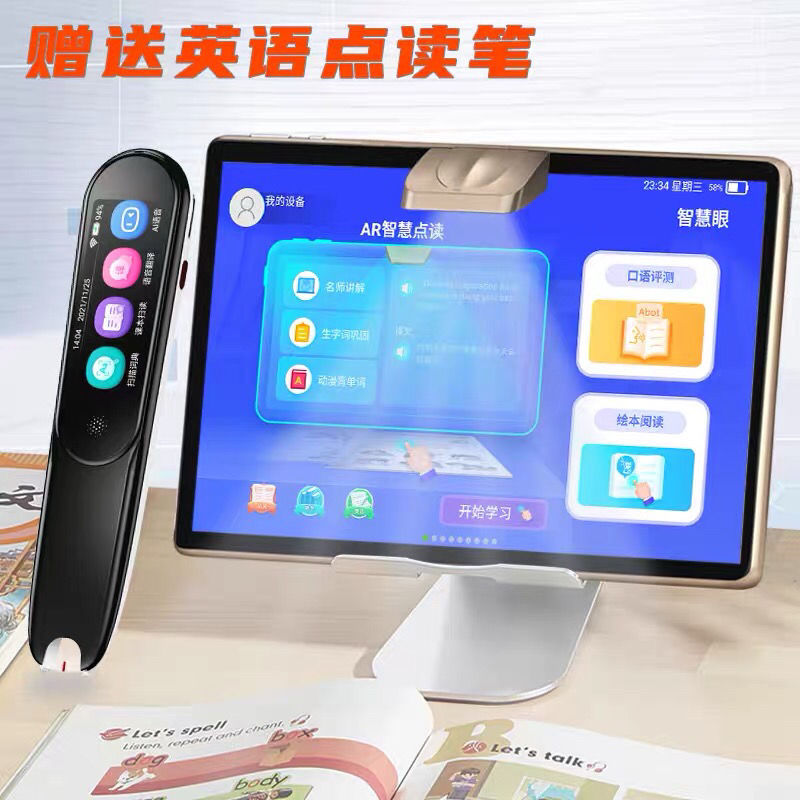 赠送英语点读笔
94%
AI语音
语音翻译
课本扫读
扫描词典
14:04 2021/11/25
我的设备
23:34 星期三 58%
AR智慧点读
智慧眼
名师讲解
生字词巩固
动漫背单词
口语评测
Abot
绘本阅读
开始学习
文
Let's spell
Listen, repeat and chant.
dog
box
body
B Let's talk